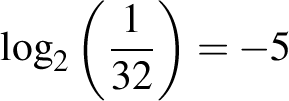 log₂(1/32) = −5